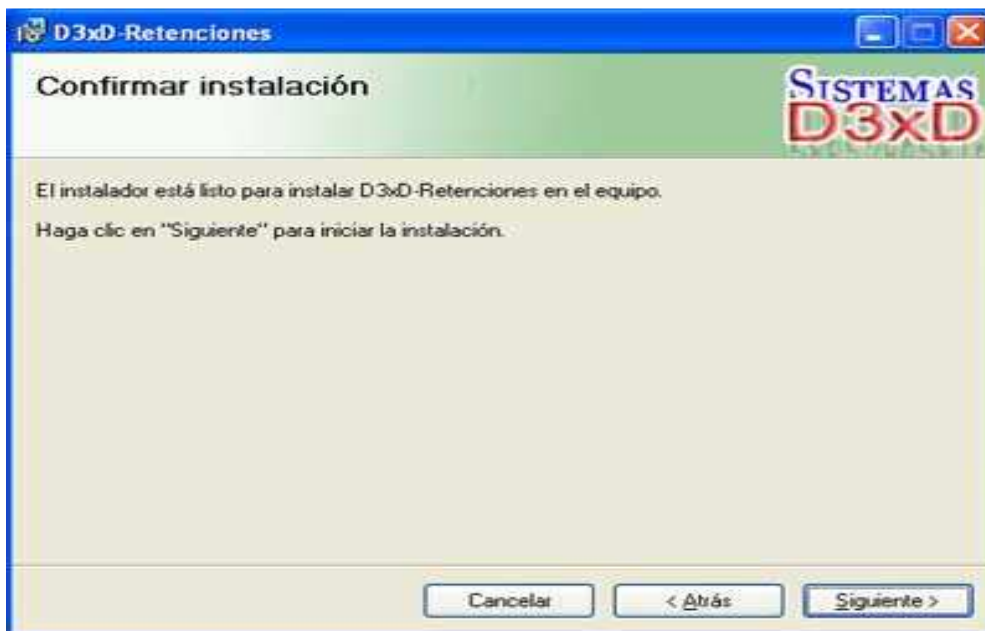 D3xD-Retenciones
Confirmar instalación
SISTEMAS
D3xD
El instalador está listo para instalar D3xD-Retenciones en el equipo.
Haga clic en "Siguiente" para iniciar la instalación.
Cancelar
< Atrás
Siguiente >